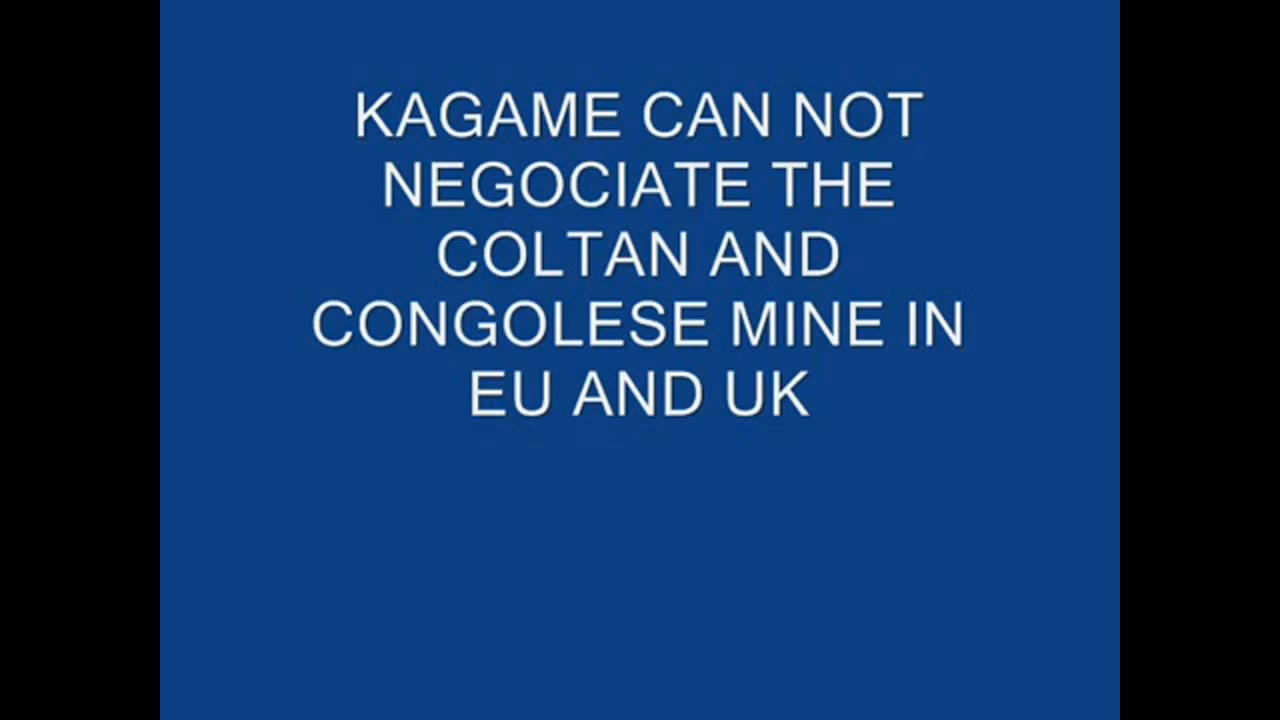 KAGAME CAN NOT
NEGOCIATE THE
COLTAN AND
CONGOLESE MINE IN
EU AND UK